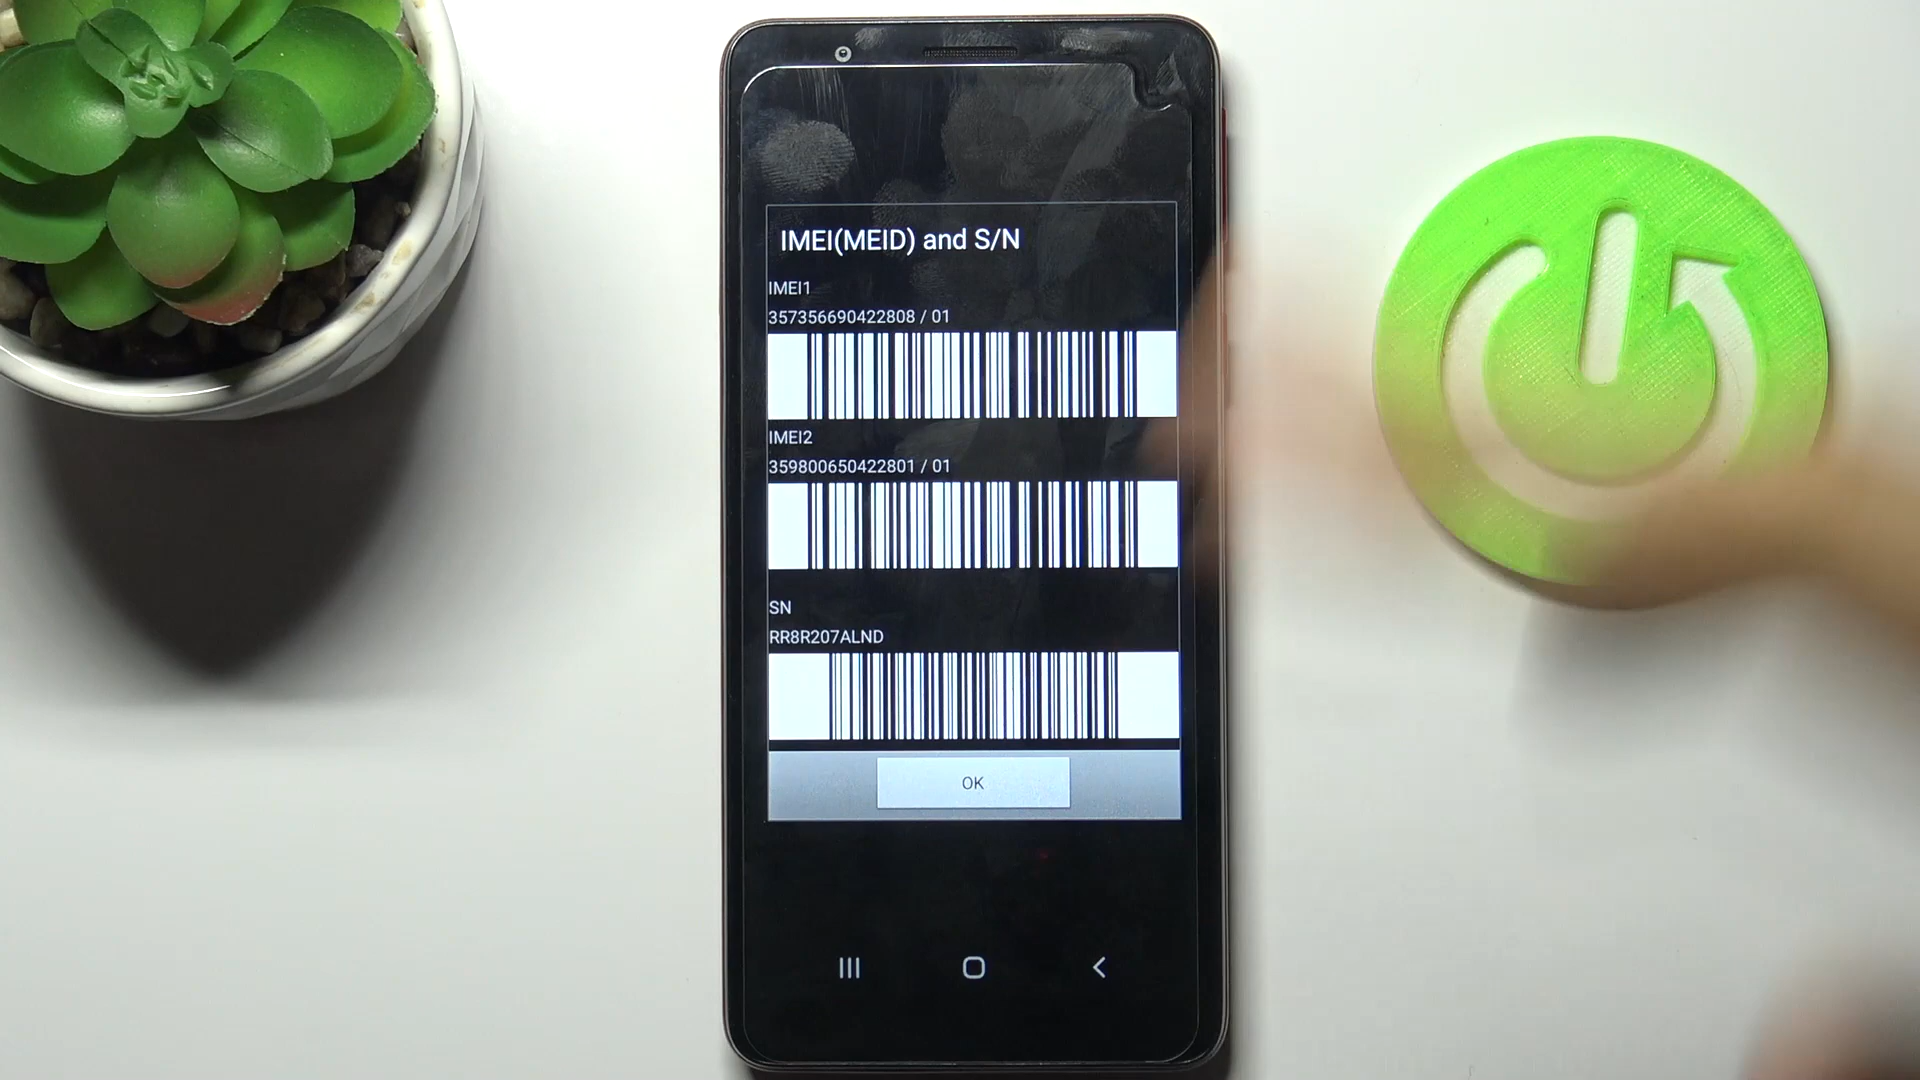 IMEI(MEID) and S/N
IMEI1
357356690422808 / 01
IMEI2
359800650422801 / 01
SN
RR8R207ALND
OK